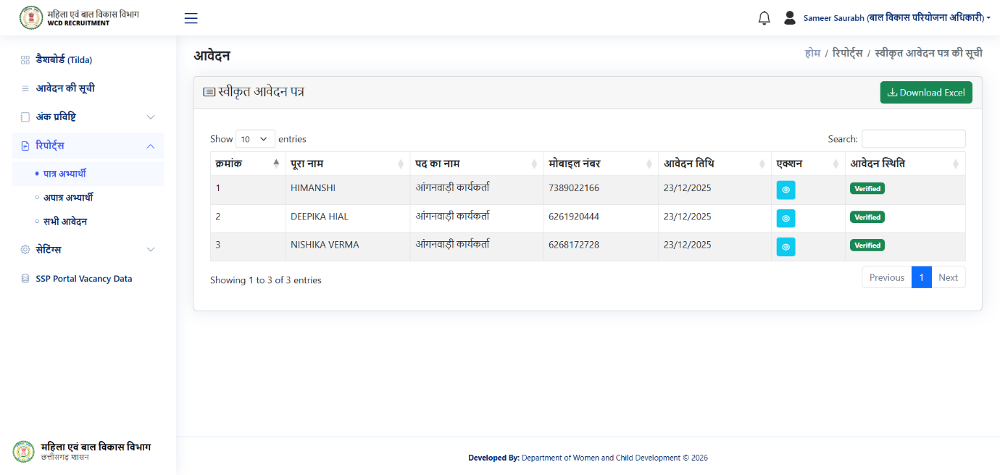 महिला एवं बाल विकास विभाग
WCD RECRUITMENT
Sameer Saurabh (बाल विकास परियोजना अधिकारी)
डैशबोर्ड (Tilda)
आवेदन की सूची
अंक प्रविष्टि
रिपोर्ट्स
पात्र अभ्यार्थी
अपात्र अभ्यार्थी
सभी आवेदन
सेटिंग्स
SSP Portal Vacancy Data
महिला एवं बाल विकास विभाग
छत्तीसगढ़ शासन
आवेदन
होम / रिपोर्ट्स / स्वीकृत आवेदन पत्र की सूची
स्वीकृत आवेदन पत्र
Download Excel
Show 10 entries
Search:
क्रमांक पूरा नाम पद का नाम मोबाइल नंबर आवेदन तिथि एक्शन आवेदन स्थिति
1 HIMANSHI आंगनवाड़ी कार्यकर्ता 7389022166 23/12/2025 Verified
2 DEEPIKA HIAL आंगनवाड़ी कार्यकर्ता 6261920444 23/12/2025 Verified
3 NISHIKA VERMA आंगनवाड़ी कार्यकर्ता 6268172728 23/12/2025 Verified
Showing 1 to 3 of 3 entries
Previous 1 Next
Developed By: Department of Women and Child Development © 2026